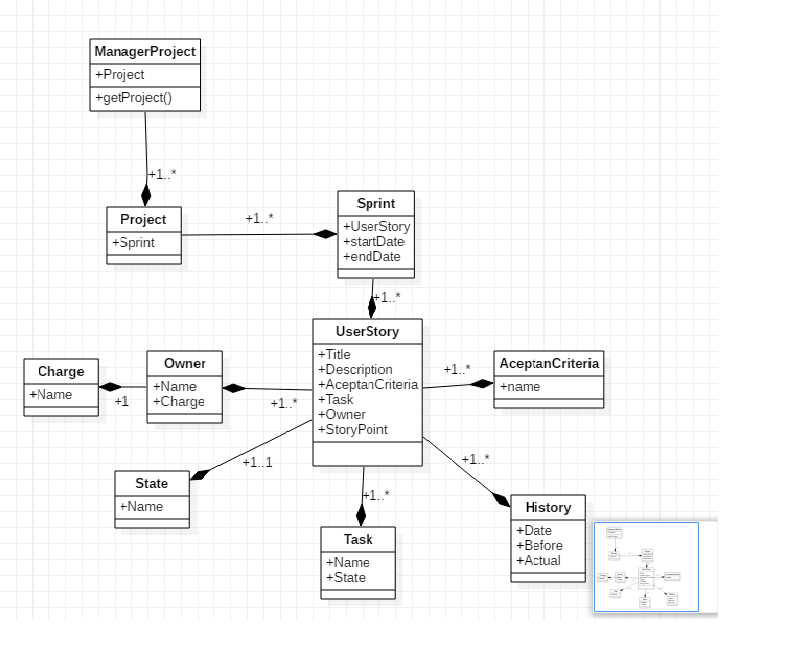 ManagerProject
+Project
+getProject()
+1..*
Project
+Sprint
+1..*
Sprint
+UserStory
+startDate
+endDate
+1..*
UserStory
+Title
+Description
+AceptanCriteria
+Task
+Owner
+StoryPoint
+1..*
AceptanCriteria
+name
Owner
+Name
+Charge
+1..*
Charge
+Name
+1
State
+Name
+1..1
+1..*
Task
+Name
+State
+1..*
History
+Date
+Before
+Actual